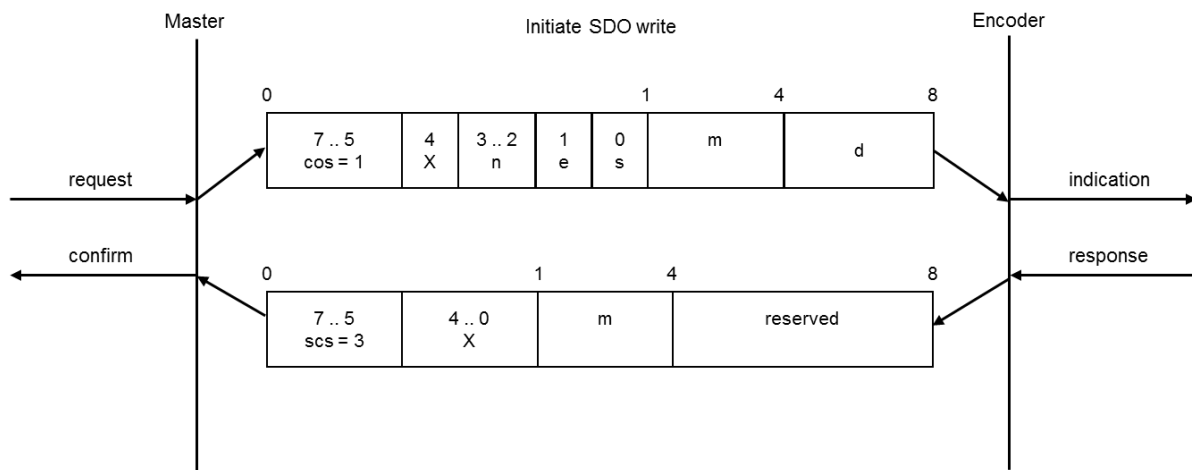 Master Initiate SDO write Encoder
0 1 4 8
7 .. 5 4 3 .. 2 1 0 m d
cos = 1 X n e s
request indication
confirm response
0 1 4 8
7 .. 5 4 .. 0 m reserved
scs = 3 X